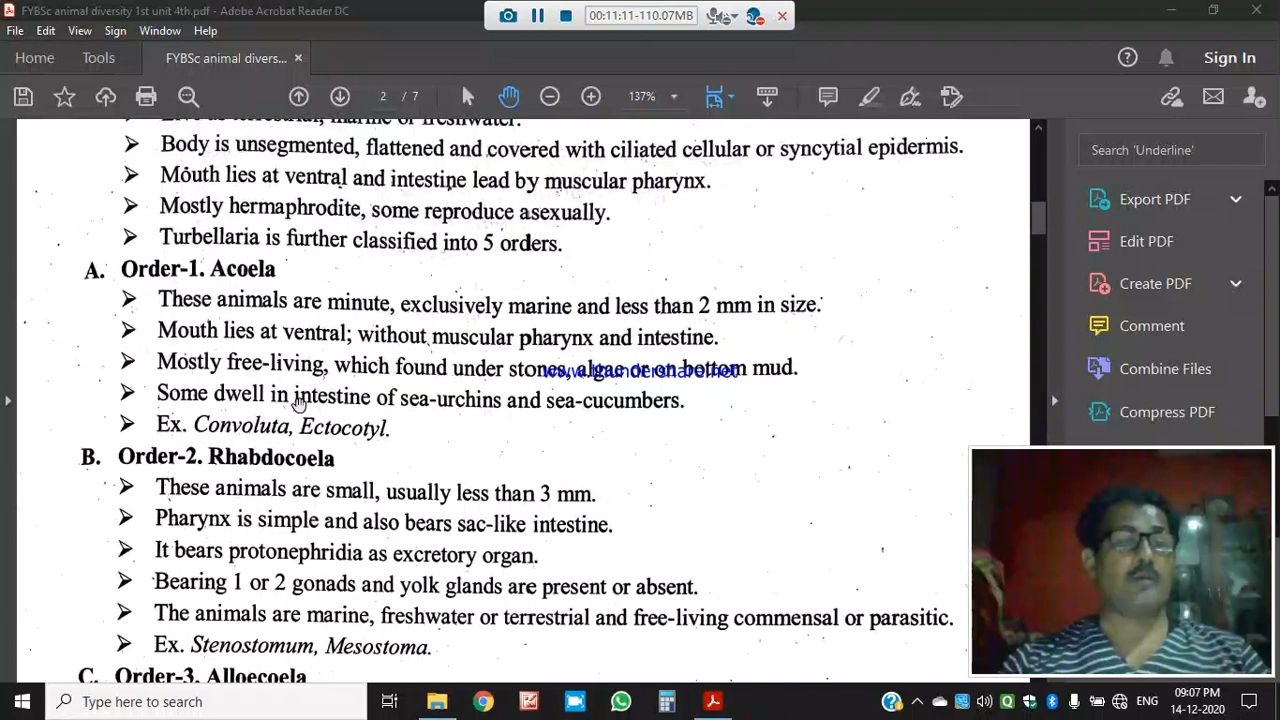 FYBSc animal diversity 1st unit 4th.pdf - Adobe Acrobat Reader DC
00:11:11-110.07MB
File Edit View Sign Window Help
Home Tools FYBSc animal divers... Sign In
2 / 7 137%
Body is unsegmented, flattened and covered with ciliated cellular or syncytial epidermis.
Mouth lies at ventral and intestine lead by muscular pharynx.
Mostly hermaphrodite, some reproduce asexually.
Turbellaria is further classified into 5 orders.
A. Order-1. Acoela
These animals are minute, exclusively marine and less than 2 mm in size.
Mouth lies at ventral; without muscular pharynx and intestine.
Mostly free-living, which found under stones, algae or on bottom mud.
www.thundershare.net
Some dwell in intestine of sea-urchins and sea-cucumbers.
Ex. Convoluta, Ectocotyl.
B. Order-2. Rhabdocoela
These animals are small, usually less than 3 mm.
Pharynx is simple and also bears sac-like intestine.
It bears protonephridia as excretory organ.
Bearing 1 or 2 gonads and yolk glands are present or absent.
The animals are marine, freshwater or terrestrial and free-living commensal or parasitic.
Ex. Stenostomum, Mesostoma.
C. Order-3. Alloecoela
Search 'Underline'
Export PDF
Edit PDF
Create PDF
Comment
Combine Files
Compress PDF
Type here to search
ENG
09:07 PM
14-12-2020